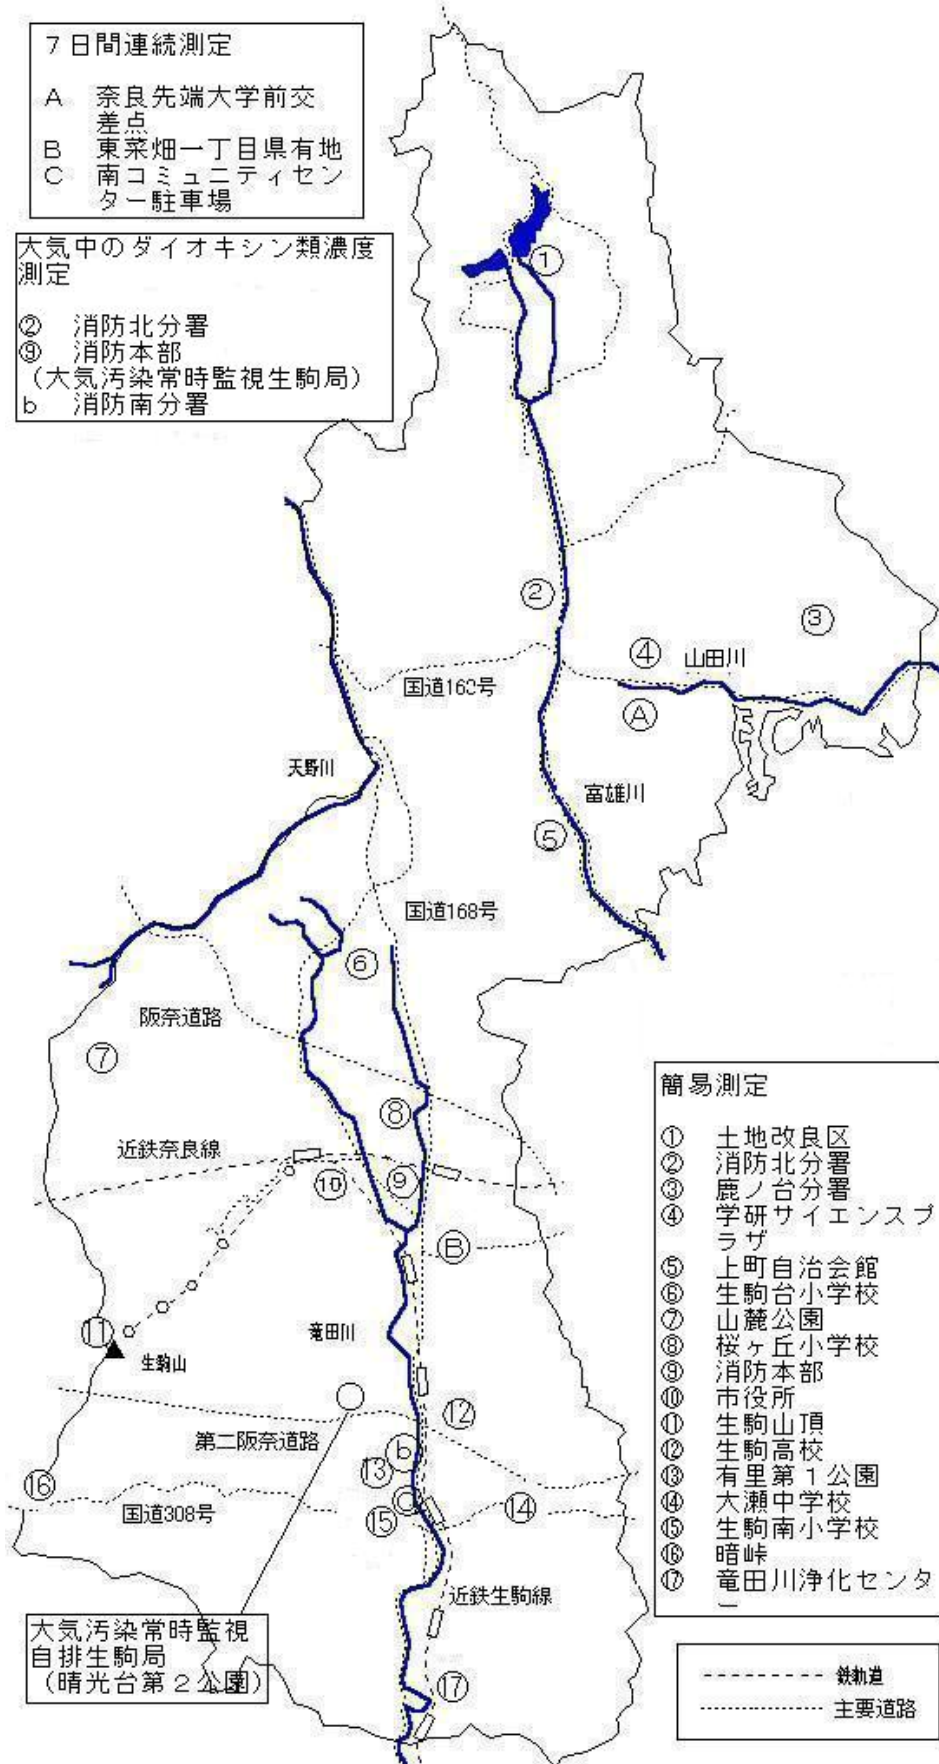 7日間連続測定
A 奈良先端大学前交
差点
B 東菜畑一丁目県有地
C 南コミュニティセン
ター駐車場
大気中のダイオキシン類濃度
測定
② 消防北分署
⑨ 消防本部
(大気汚染常時監視生駒局)
b 消防南分署
①
②
③
④
山田川
国道163号
A
天野川
富雄川
⑤
国道168号
⑥
阪奈道路
⑦
⑧
近鉄奈良線
⑩
⑨
B
⑪
竜田川
生駒山
⑫
第二阪奈道路
b
⑬
⑯
国道308号
C
⑮
⑭
近鉄生駒線
⑰
大気汚染常時監視
自排生駒局
(晴光台第2公園)
簡易測定
① 土地改良区
② 消防北分署
③ 鹿ノ台分署
④ 学研サイエンスプ
ラザ
⑤ 上町自治会館
⑥ 生駒台小学校
⑦ 山麓公園
⑧ 桜ヶ丘小学校
⑨ 消防本部
⑩ 市役所
⑪ 生駒山頂
⑫ 生駒高校
⑬ 有里第1公園
⑭ 大瀬中学校
⑮ 生駒南小学校
⑯ 暗峠
⑰ 竜田川浄化センタ
ー
鉄軌道
主要道路